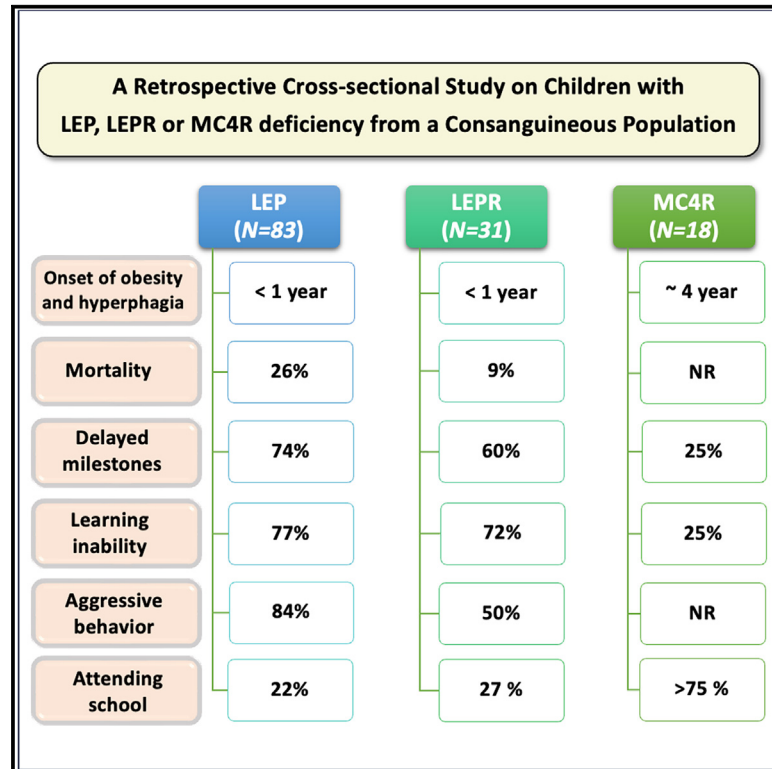 A Retrospective Cross-sectional Study on Children with
LEP, LEPR or MC4R deficiency from a Consanguineous Population
LEP
(N=83)
LEPR
(N=31)
MC4R
(N=18)
Onset of obesity
and hyperphagia
< 1 year
< 1 year
~ 4 year
Mortality
26%
9%
NR
Delayed
milestones
74%
60%
25%
Learning
inability
77%
72%
25%
Aggressive
behavior
84%
50%
NR
Attending
school
22%
27 %
>75 %